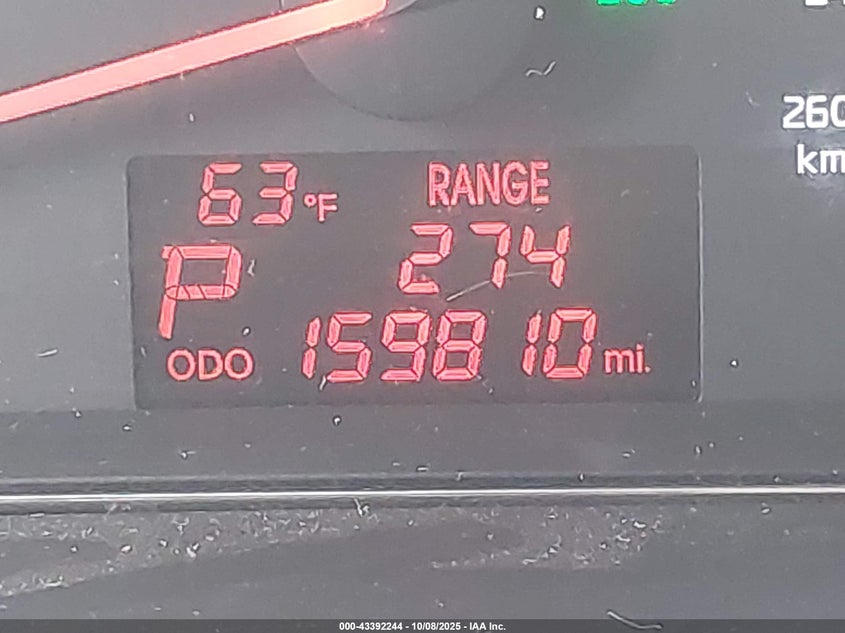 260
km
63°F RANGE
P 274
ODO 159810 mi.
000-43392244 - 10/08/2025 - IAA Inc.